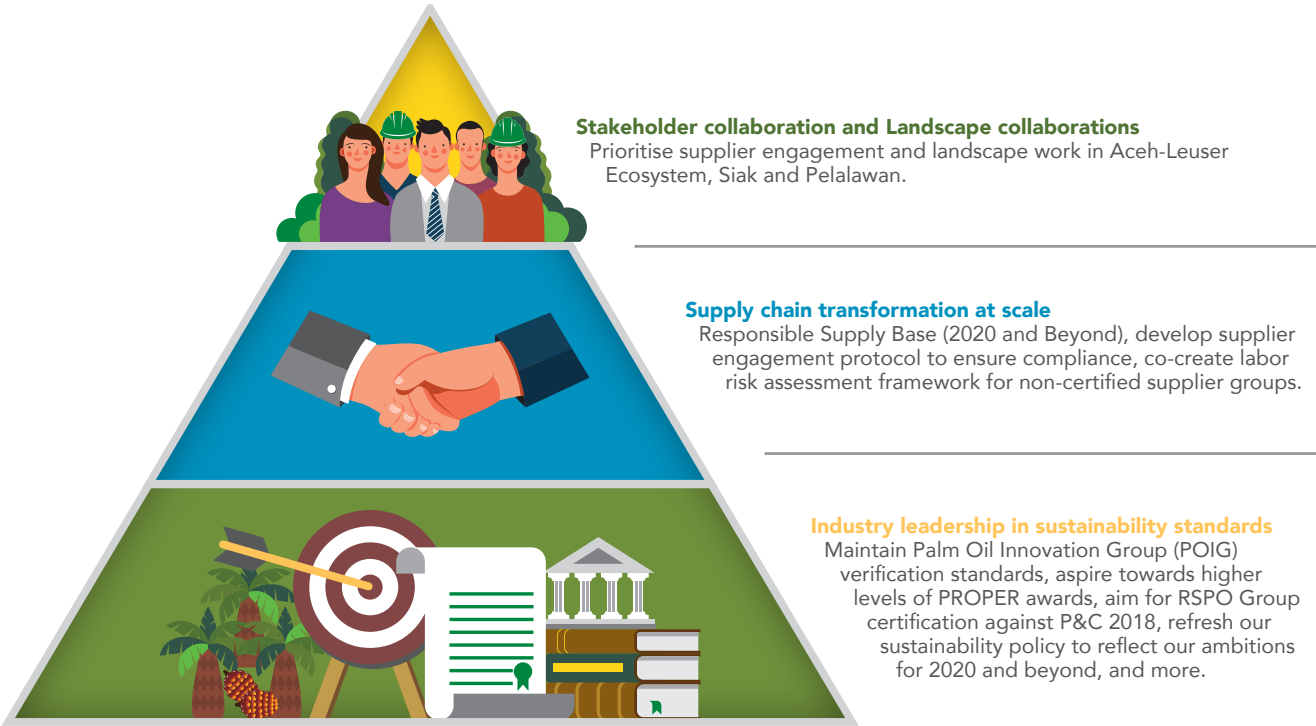 Stakeholder collaboration and Landscape collaborations
Prioritise supplier engagement and landscape work in Aceh-Leuser
Ecosystem, Siak and Pelalawan.
Supply chain transformation at scale
Responsible Supply Base (2020 and Beyond), develop supplier
engagement protocol to ensure compliance, co-create labor
risk assessment framework for non-certified supplier groups.
Industry leadership in sustainability standards
Maintain Palm Oil Innovation Group (POIG)
verification standards, aspire towards higher
levels of PROPER awards, aim for RSPO Group
certification against P&C 2018, refresh our
sustainability policy to reflect our ambitions
for 2020 and beyond, and more.